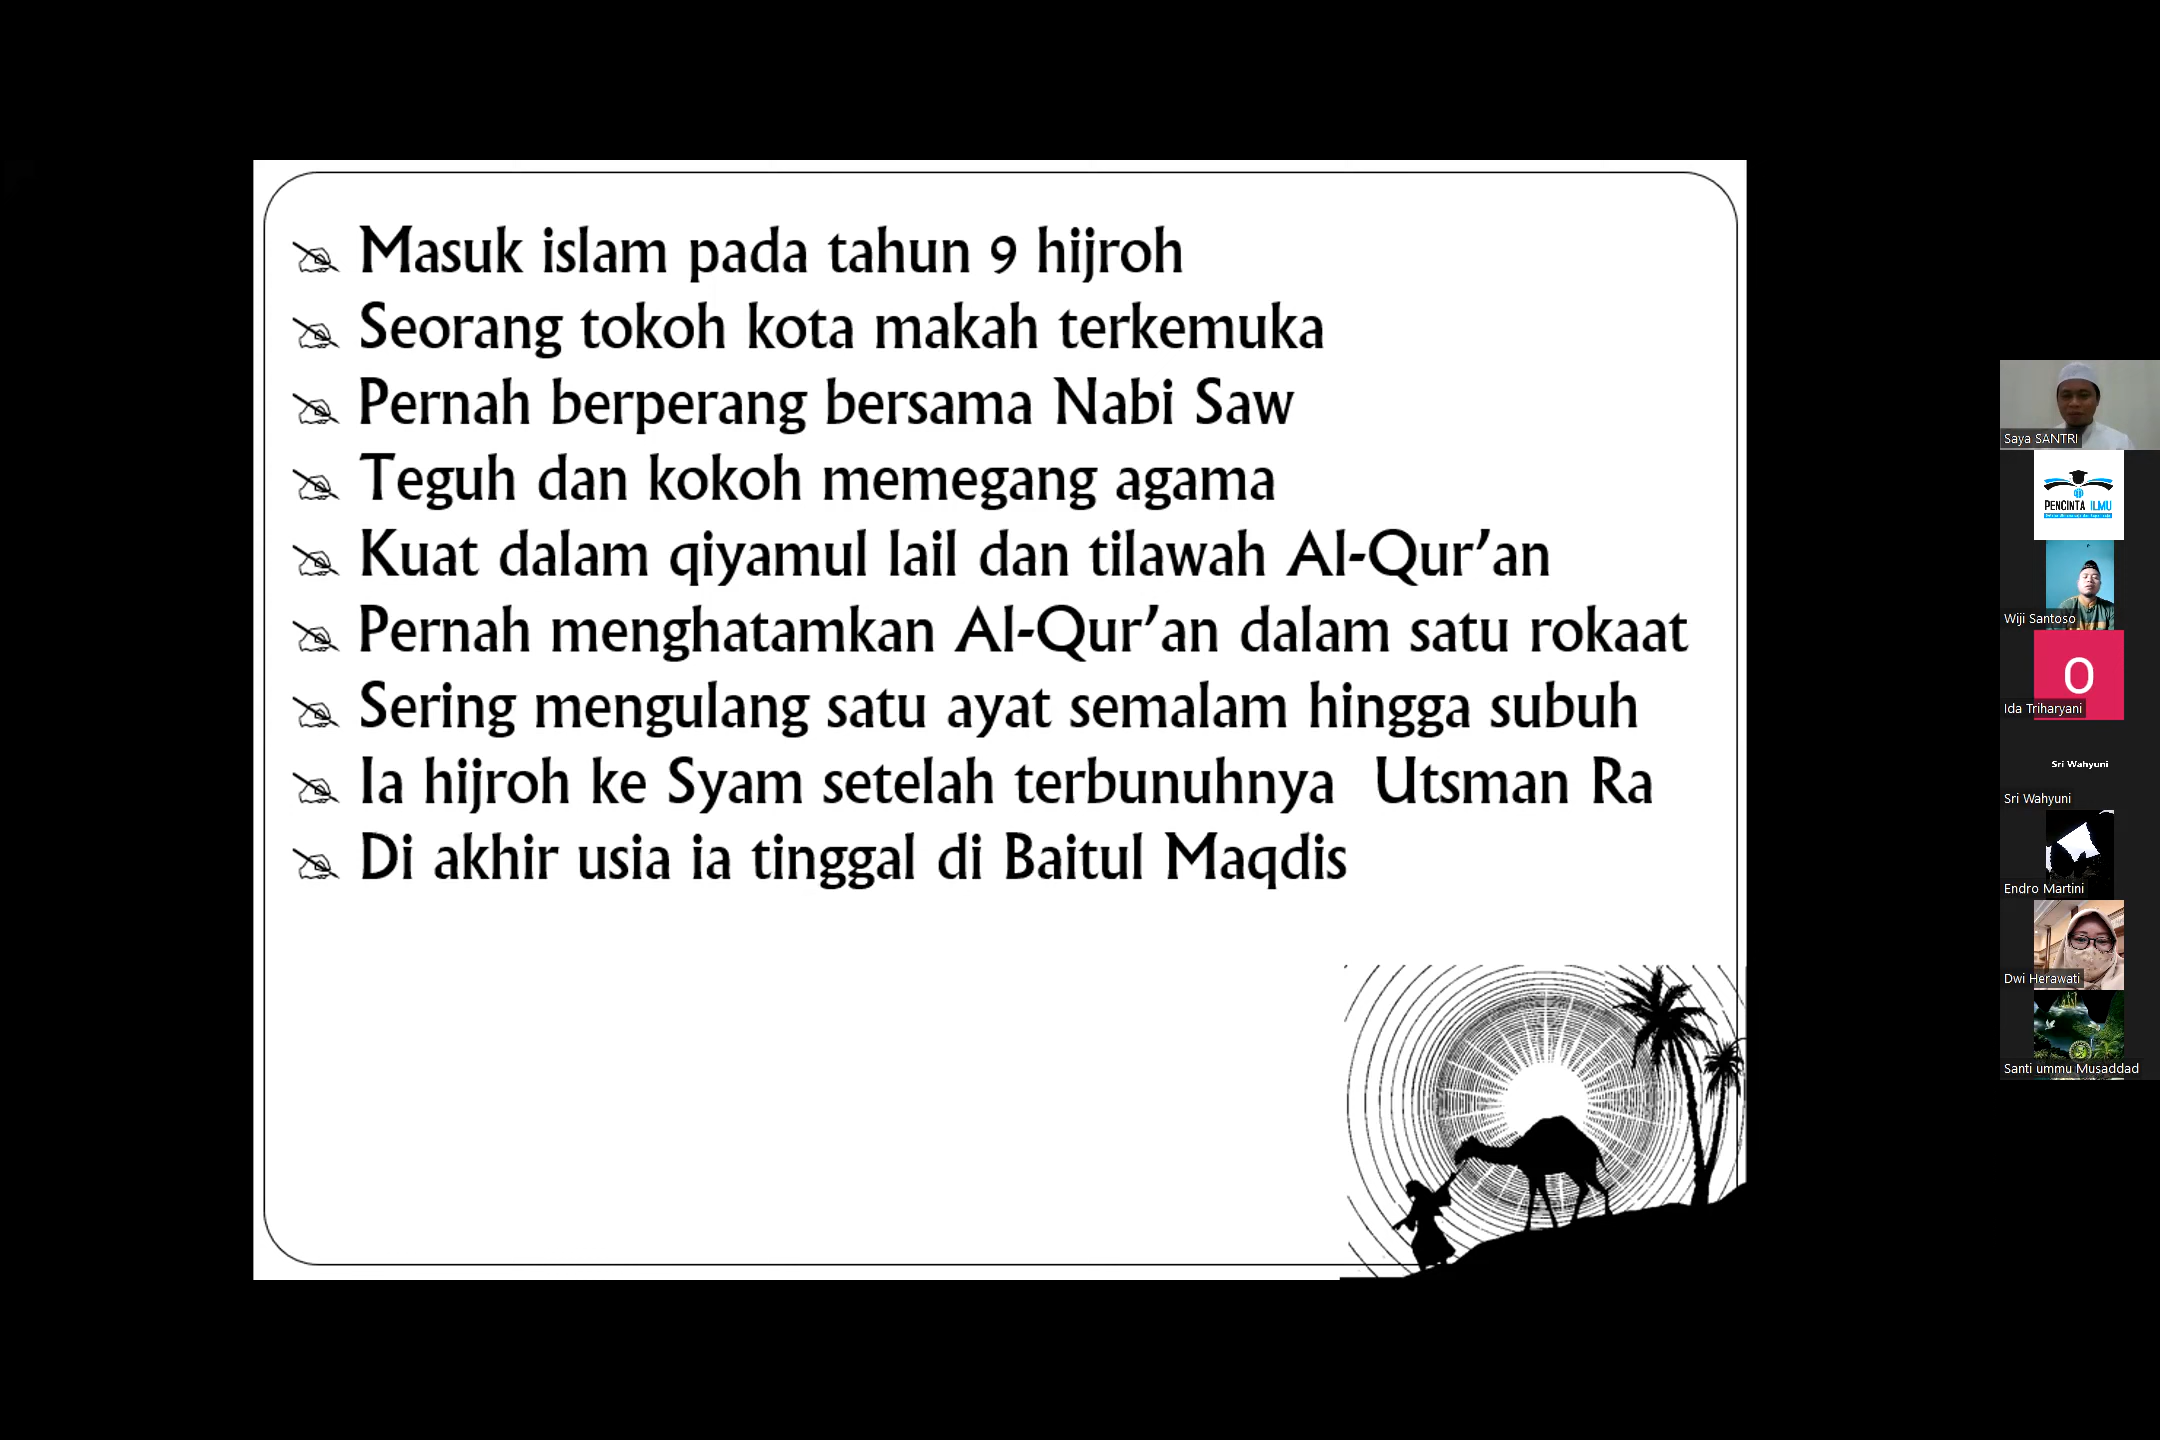 Masuk islam pada tahun 9 hijroh
Seorang tokoh kota makah terkemuka
Pernah berperang bersama Nabi Saw
Teguh dan kokoh memegang agama
Kuat dalam qiyamul lail dan tilawah Al-Qur’an
Pernah menghatamkan Al-Qur’an dalam satu rokaat
Sering mengulang satu ayat semalam hingga subuh
Ia hijroh ke Syam setelah terbunuhnya  Utsman Ra
Di akhir usia ia tinggal di Baitul Maqdis
Saya SANTRI
PENCINTA ILMU
Wiji Santoso
O
Ida Triharyani
Sri Wahyuni
Sri Wahyuni
Endro Martini
Dwi Herawati
Santi ummu Musaddad